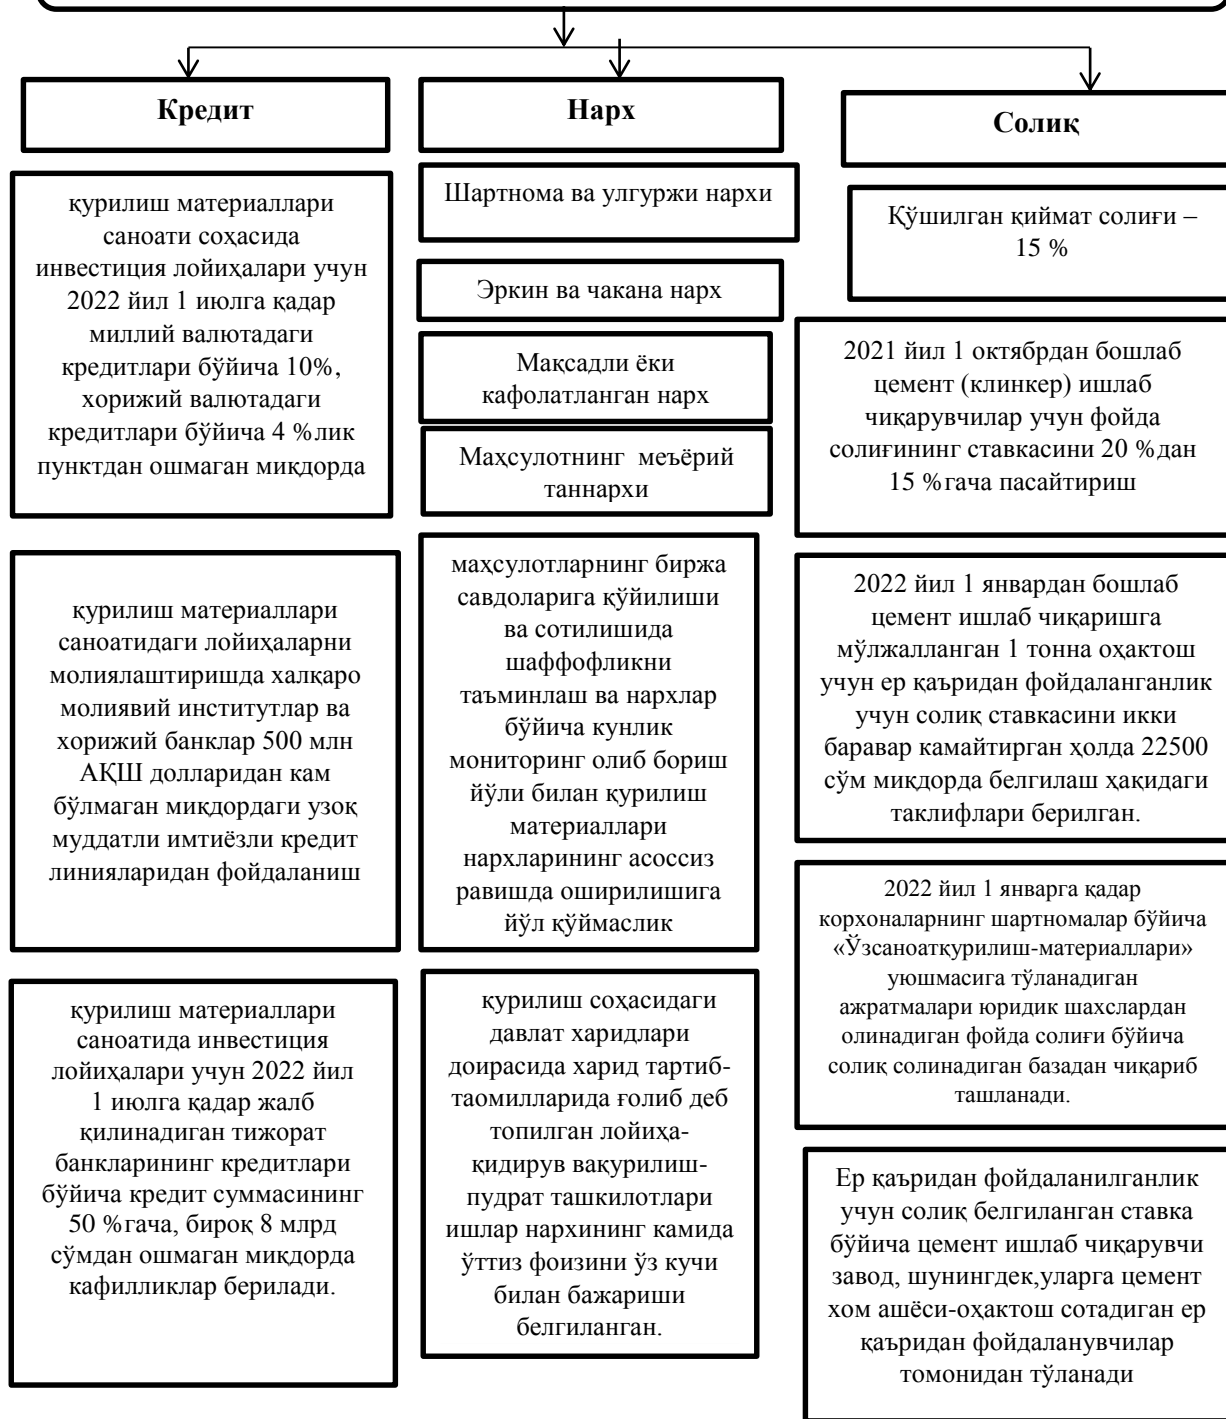 Кредит
қурилиш материаллари
саноати соҳасида
инвестиция лойиҳалари учун
2022 йил 1 июлга қадар
миллий валютадаги
кредитлари бўйича 10%,
хорижий валютадаги
кредитлари бўйича 4 %лик
пунктдан ошмаган миқдорда
қурилиш материаллари
саноатидаги лойиҳаларни
молиялаштиришда халқаро
молиявий институтлар ва
хорижий банклар 500 млн
АҚШ долларидан кам
бўлмаган миқдордаги узоқ
муддатли имтиёзли кредит
линияларидан фойдаланиш
қурилиш материаллари
саноатида инвестиция
лойиҳалари учун 2022 йил
1 июлга қадар жалб
қилинадиган тижорат
банкларининг кредитлари
бўйича кредит суммасининг
50 %гача, бироқ 8 млрд
сўмдан ошмаган миқдорда
кафилликлар берилади.
Нарх
Шартнома ва улгуржи нархи
Эркин ва чакана нарх
Мақсадли ёки
кафолатланган нарх
Маҳсулотнинг меъёрий
таннархи
маҳсулотларнинг биржа
савдоларига қўйилиши
ва сотилишида
шаффофликни
таъминлаш ва нархлар
бўйича кунлик
мониторинг олиб бориш
йўли билан қурилиш
материаллари
нархларининг асоссиз
равишда оширилишига
йўл қўймаслик
қурилиш соҳасидаги
давлат харидлари
доирасида харид тартиб-
таомилларида ғолиб деб
топилган лойиҳа-
қидирув вақурилиш-
пудрат ташкилотлари
ишлар нархининг камида
ўттиз фоизини ўз кучи
билан бажариши
белгиланган.
Солиқ
Қўшилган қиймат солиғи –
15 %
2021 йил 1 октябрдан бошлаб
цемент (клинкер) ишлаб
чиқарувчилар учун фойда
солиғининг ставкасини 20 %дан
15 %гача пасайтириш
2022 йил 1 январдан бошлаб
цемент ишлаб чиқаришга
мўлжалланган 1 тонна оҳактош
учун ер қаъридан фойдаланганлик
учун солиқ ставкасини икки
баравар камайтирган ҳолда 22500
сўм миқдорда белгилаш ҳақидаги
таклифлари берилган.
2022 йил 1 январга қадар
корхоналарнинг шартномалар бўйича
«Ўзсаноатқурилиш-материаллари»
уюшмасига тўланадиган
ажратмалари юридик шахслардан
олинадиган фойда солиғи бўйича
солиқ солинадиган базадан чиқариб
ташланади.
Ер қаъридан фойдаланилганлик
учун солиқ белгиланган ставка
бўйича цемент ишлаб чиқарувчи
завод, шунингдек,уларга цемент
хом ашёси-оҳактош сотадиган ер
қаъридан фойдаланувчилар
томонидан тўланади